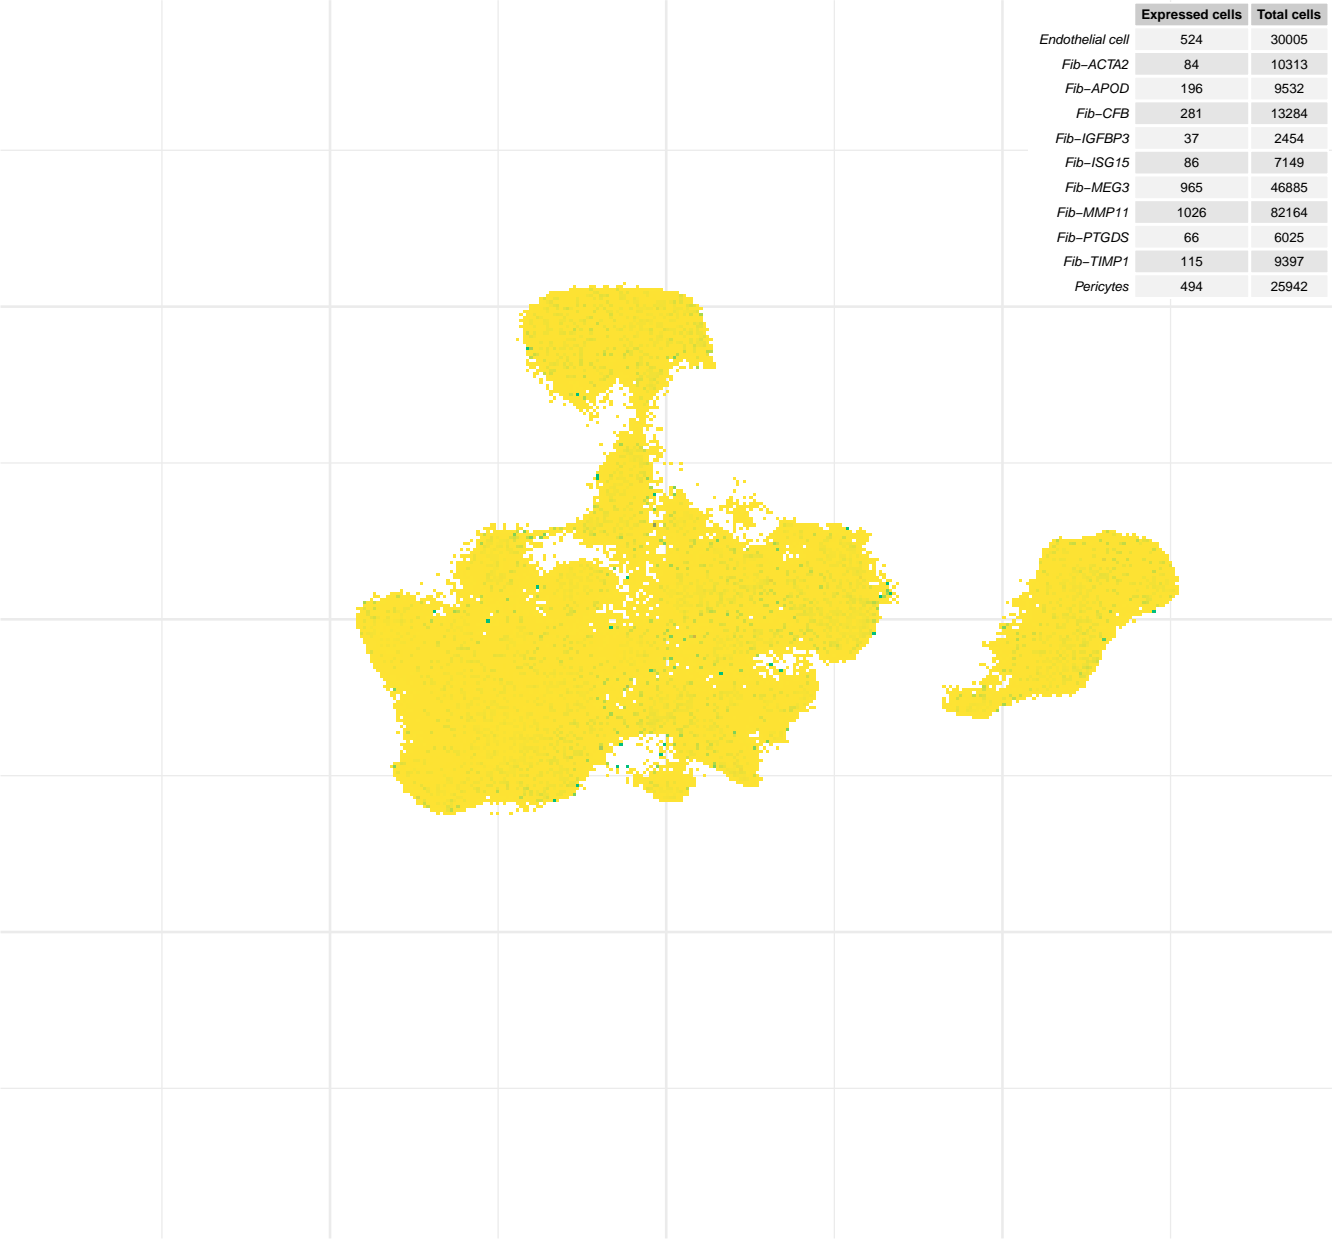 Expressed cells Total cells
Endothelial cell 524 30005
Fib−ACTA2 84 10313
Fib−APOD 196 9532
Fib−CFB 281 13284
Fib−IGFBP3 37 2454
Fib−ISG15 86 7149
Fib−MEG3 965 46885
Fib−MMP11 1026 82164
Fib−PTGDS 66 6025
Fib−TIMP1 115 9397
Pericytes 494 25942